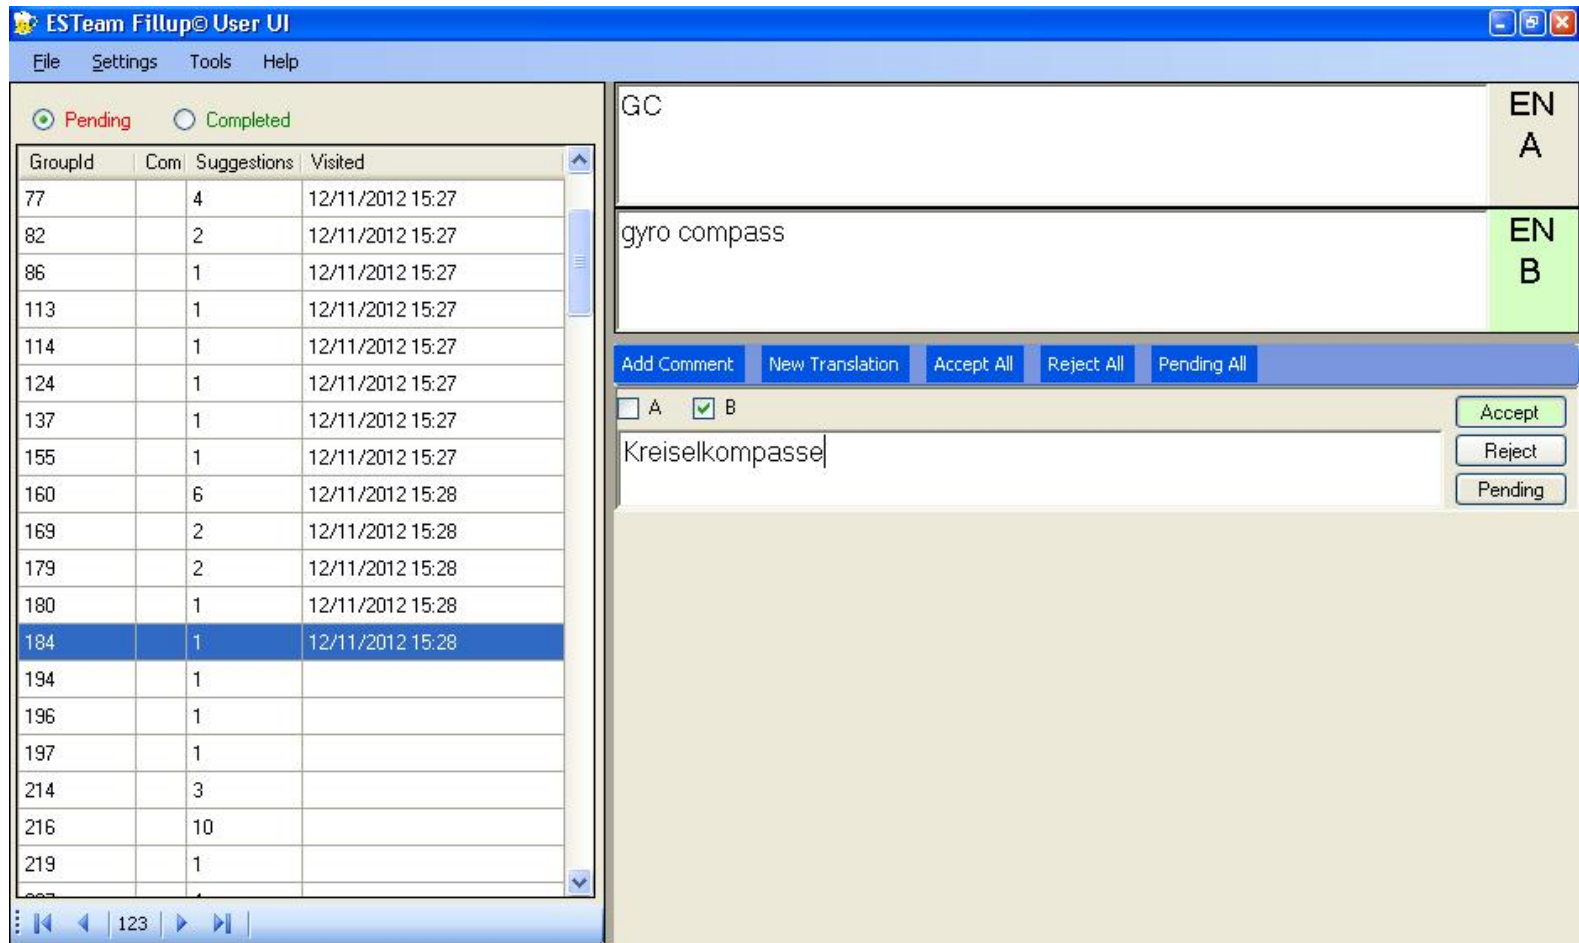 ESTeam Fillup© User UI
File Settings Tools Help
Pending Completed
GroupId Com Suggestions Visited
77 4 12/11/2012 15:27
82 2 12/11/2012 15:27
86 1 12/11/2012 15:27
113 1 12/11/2012 15:27
114 1 12/11/2012 15:27
124 1 12/11/2012 15:27
137 1 12/11/2012 15:27
155 1 12/11/2012 15:27
160 6 12/11/2012 15:28
169 2 12/11/2012 15:28
179 2 12/11/2012 15:28
180 1 12/11/2012 15:28
184 1 12/11/2012 15:28
194 1
196 1
197 1
214 3
216 10
219 1
123
GC
EN
A
gyro compass
EN
B
Add Comment New Translation Accept All Reject All Pending All
A B
Kreiselkompasse
Accept
Reject
Pending